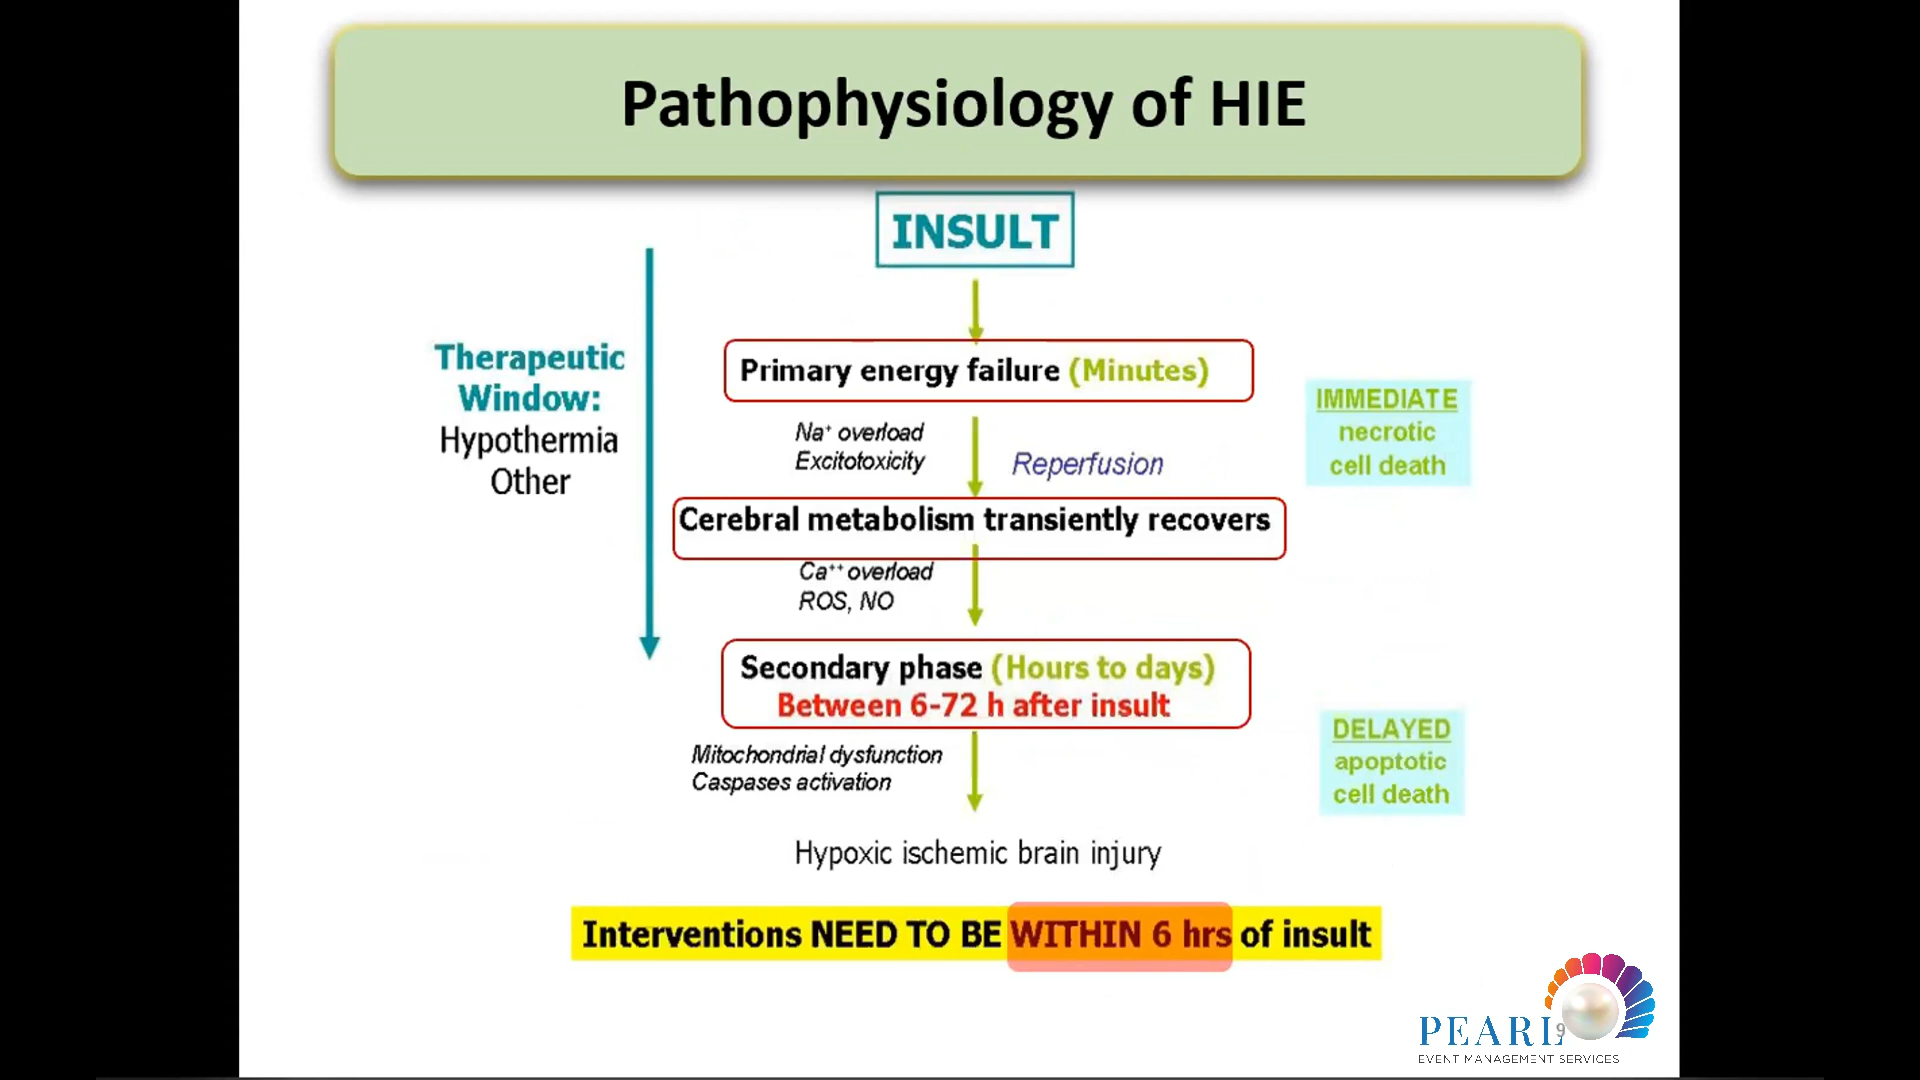 Pathophysiology of HIE
INSULT
Therapeutic
Window:
Hypothermia
Other
Primary energy failure (Minutes)
Na⁺ overload
Excitotoxicity
Reperfusion
IMMEDIATE
necrotic
cell death
Cerebral metabolism transiently recovers
Ca⁺⁺ overload
ROS, NO
Secondary phase (Hours to days)
Between 6-72 h after insult
Mitochondrial dysfunction
Caspases activation
DELAYED
apoptotic
cell death
Hypoxic ischemic brain injury
Interventions NEED TO BE WITHIN 6 hrs of insult
PEARL
9
EVENT MANAGEMENT SERVICES